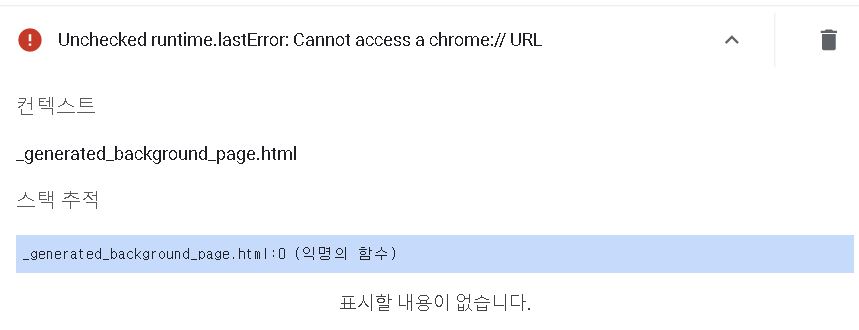 Unchecked runtime.lastError: Cannot access a chrome:// URL
컨텍스트
_generated_background_page.html
스택 추적
_generated_background_page.html:0 (익명의 함수)
표시할 내용이 없습니다.